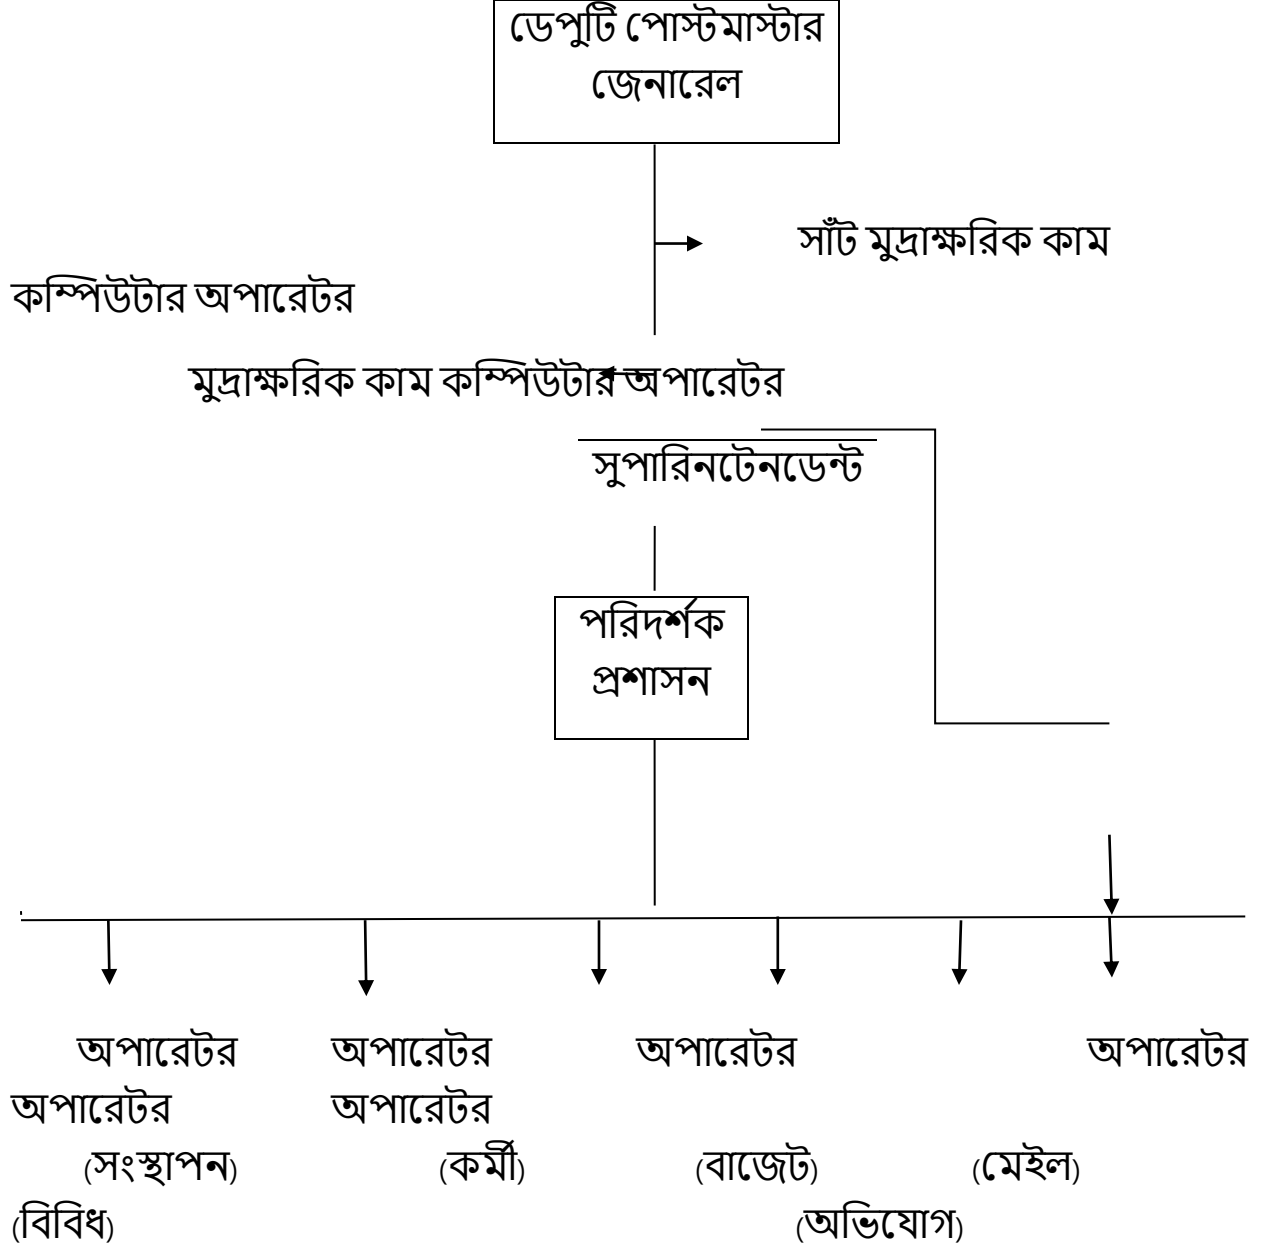 ডেপুটি পোস্টমাস্টার
জেনারেল
সাঁট মুদ্রাক্ষরিক কাম
কম্পিউটার অপারেটর
মুদ্রাক্ষরিক কাম কম্পিউটার অপারেটর
সুপারিনটেনডেন্ট
পরিদর্শক
প্রশাসন
অপারেটর অপারেটর অপারেটর অপারেটর
অপারেটর অপারেটর
(সংস্থাপন) (কর্মী) (বাজেট) (মেইল)
(বিবিধ) (অভিযোগ)